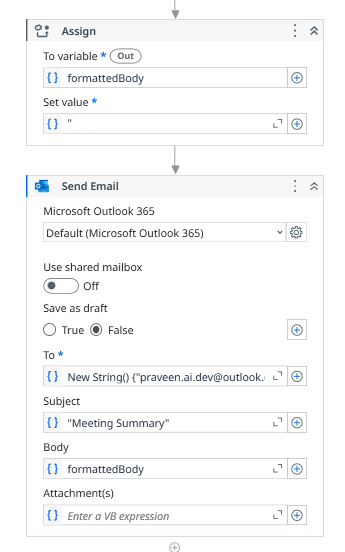 Assign
To variable * Out
formattedBody
Set value *
"
Send Email
Microsoft Outlook 365
Default (Microsoft Outlook 365)
Use shared mailbox
Off
Save as draft
True False
To *
New String() {"praveen.ai.dev@outlook.
Subject
"Meeting Summary"
Body
formattedBody
Attachment(s)
Enter a VB expression